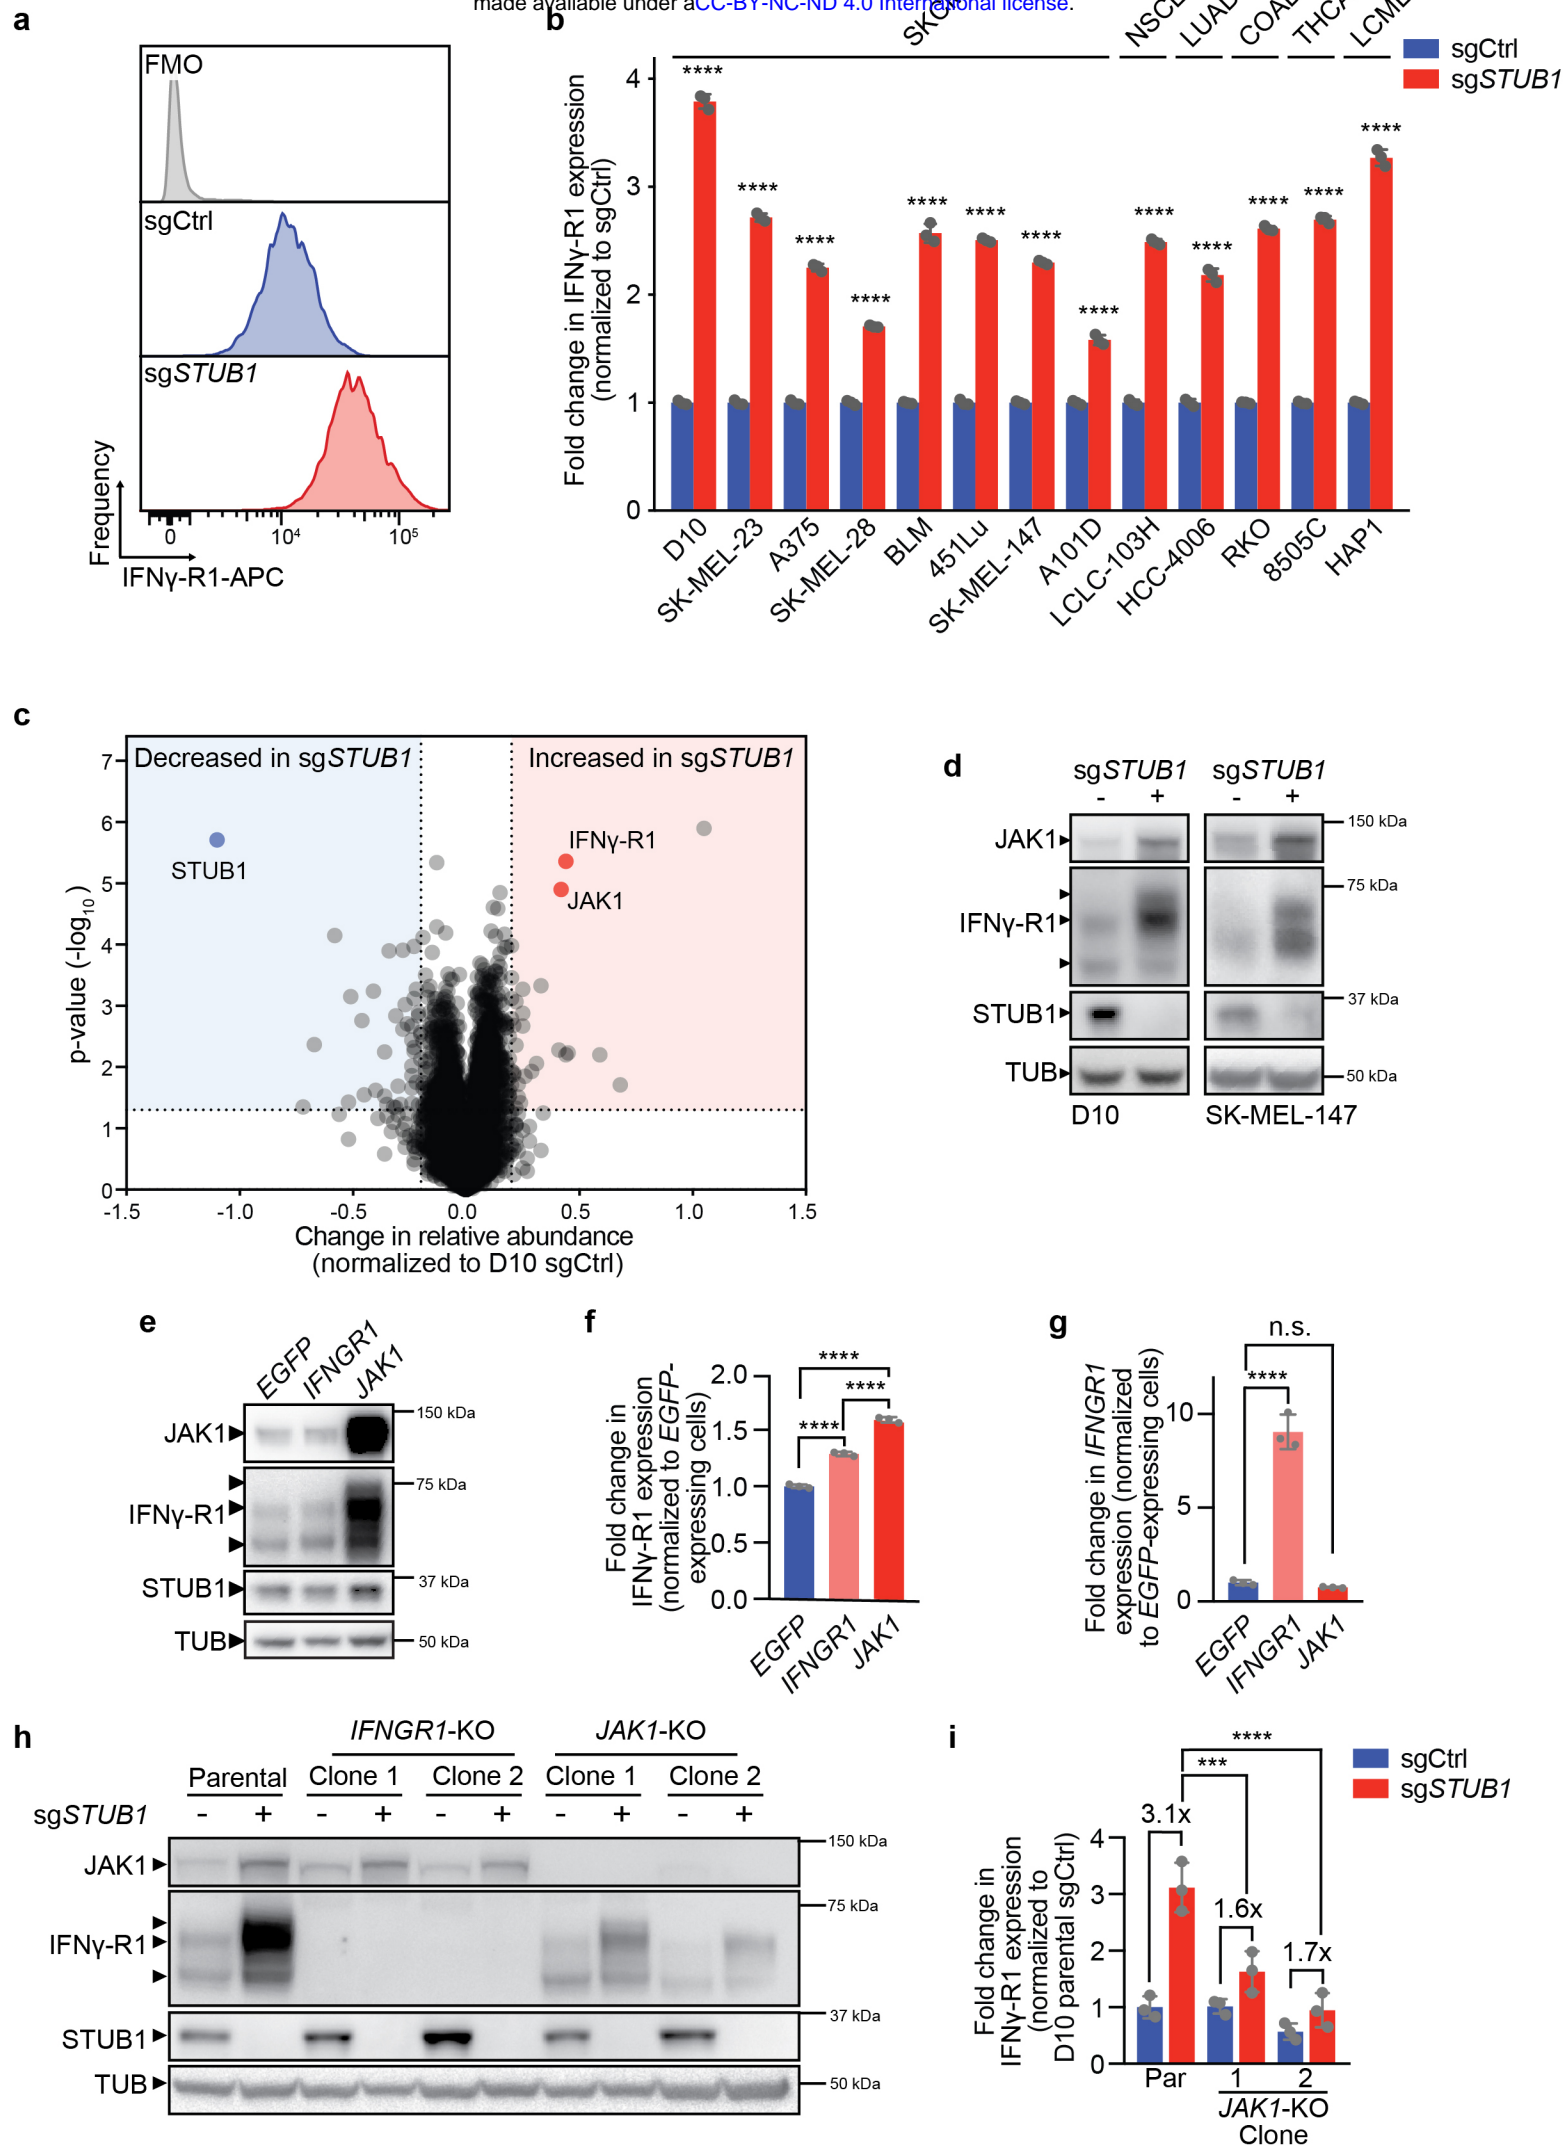 made available under aCC-BY-NC-ND 4.0 International license.
a
FMO
sgCtrl
sgSTUB1
Frequency
0 10⁴ 10⁵
IFNγ-R1-APC
b
SKCM NSCLC LUAD COAD THCA LCML
sgCtrl
sgSTUB1
Fold change in IFNγ-R1 expression
(normalized to sgCtrl)
4
3
2
1
0
**** **** **** **** **** **** **** **** **** **** **** **** ****
D10 SK-MEL-23 A375 SK-MEL-28 BLM 451Lu SK-MEL-147 A101D LCLC-103H HCC-4006 RKO 8505C HAP1
c
Decreased in sgSTUB1 Increased in sgSTUB1
STUB1
IFNγ-R1
JAK1
p-value (-log₁₀)
7
6
5
4
3
2
1
0
-1.5 -1.0 -0.5 0.0 0.5 1.0 1.5
Change in relative abundance
(normalized to D10 sgCtrl)
d
sgSTUB1 sgSTUB1
- + - +
JAK1 150 kDa
75 kDa
IFNγ-R1
STUB1 37 kDa
TUB 50 kDa
D10 SK-MEL-147
e
EGFP IFNGR1 JAK1
JAK1 150 kDa
75 kDa
IFNγ-R1
STUB1 37 kDa
TUB 50 kDa
f
Fold change in
IFNγ-R1 expression
(normalized to EGFP-
expressing cells)
2.0
1.5
1.0
0.5
0.0
****
****
****
EGFP IFNGR1 JAK1
g
Fold change in IFNGR1
expression (normalized
to EGFP-expressing cells)
10
5
0
n.s.
****
EGFP IFNGR1 JAK1
h
IFNGR1-KO JAK1-KO
Parental Clone 1 Clone 2 Clone 1 Clone 2
sgSTUB1 - + - + - + - + - +
JAK1 150 kDa
75 kDa
IFNγ-R1
STUB1 37 kDa
TUB 50 kDa
i
sgCtrl
sgSTUB1
Fold change in
IFNγ-R1 expression
(normalized to
D10 parental sgCtrl)
4
3
2
1
0
****
***
3.1x
1.6x
1.7x
Par 1 2
JAK1-KO
Clone